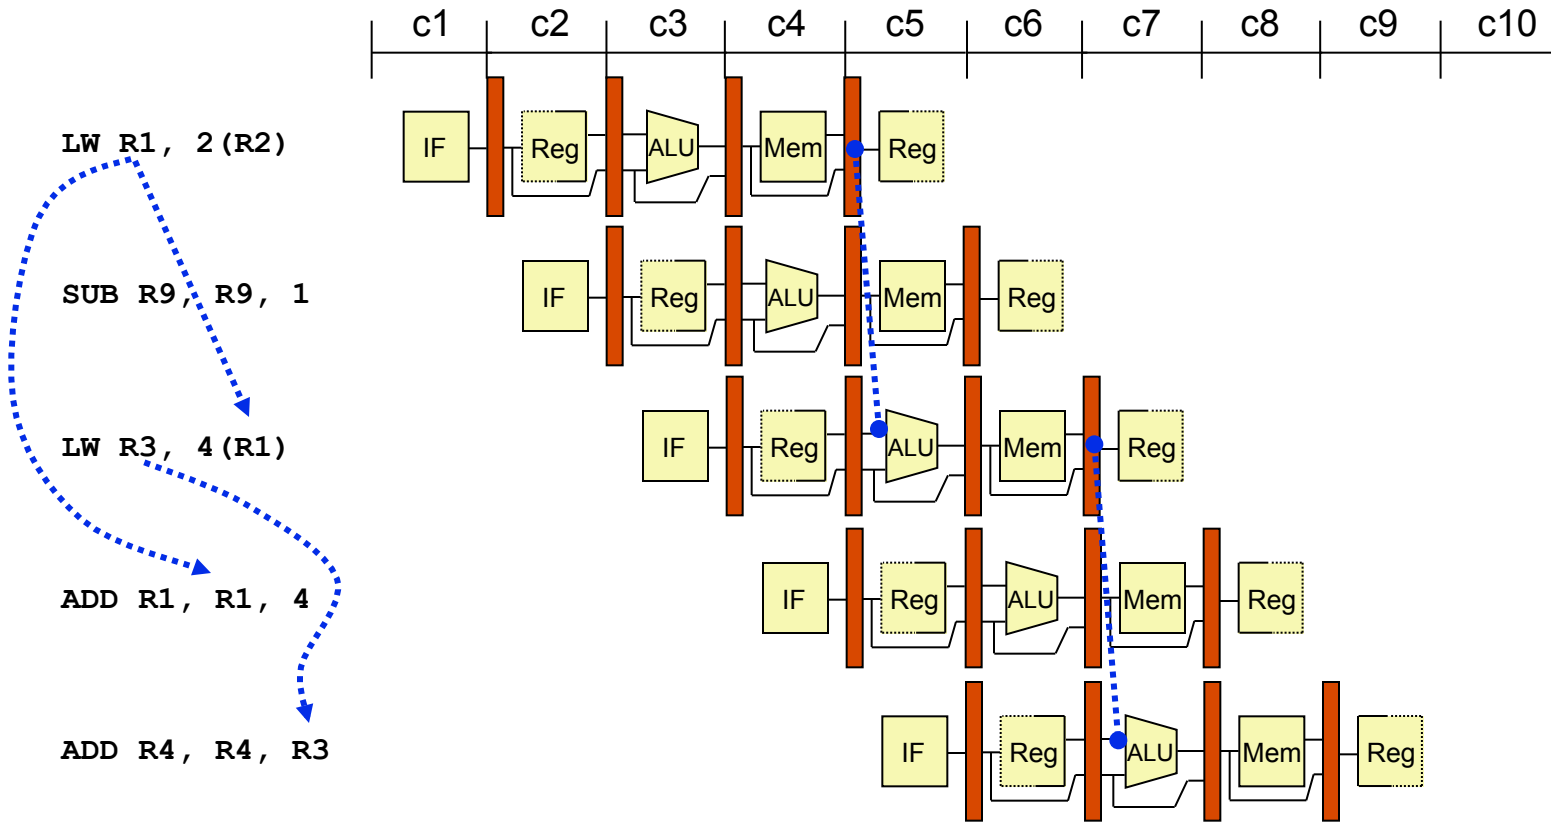 c1 c2 c3 c4 c5 c6 c7 c8 c9 c10
LW R1, 2(R2) IF Reg ALU Mem Reg
SUB R9, R9, 1 IF Reg ALU Mem Reg
LW R3, 4(R1) IF Reg ALU Mem Reg
ADD R1, R1, 4 IF Reg ALU Mem Reg
ADD R4, R4, R3 IF Reg ALU Mem Reg